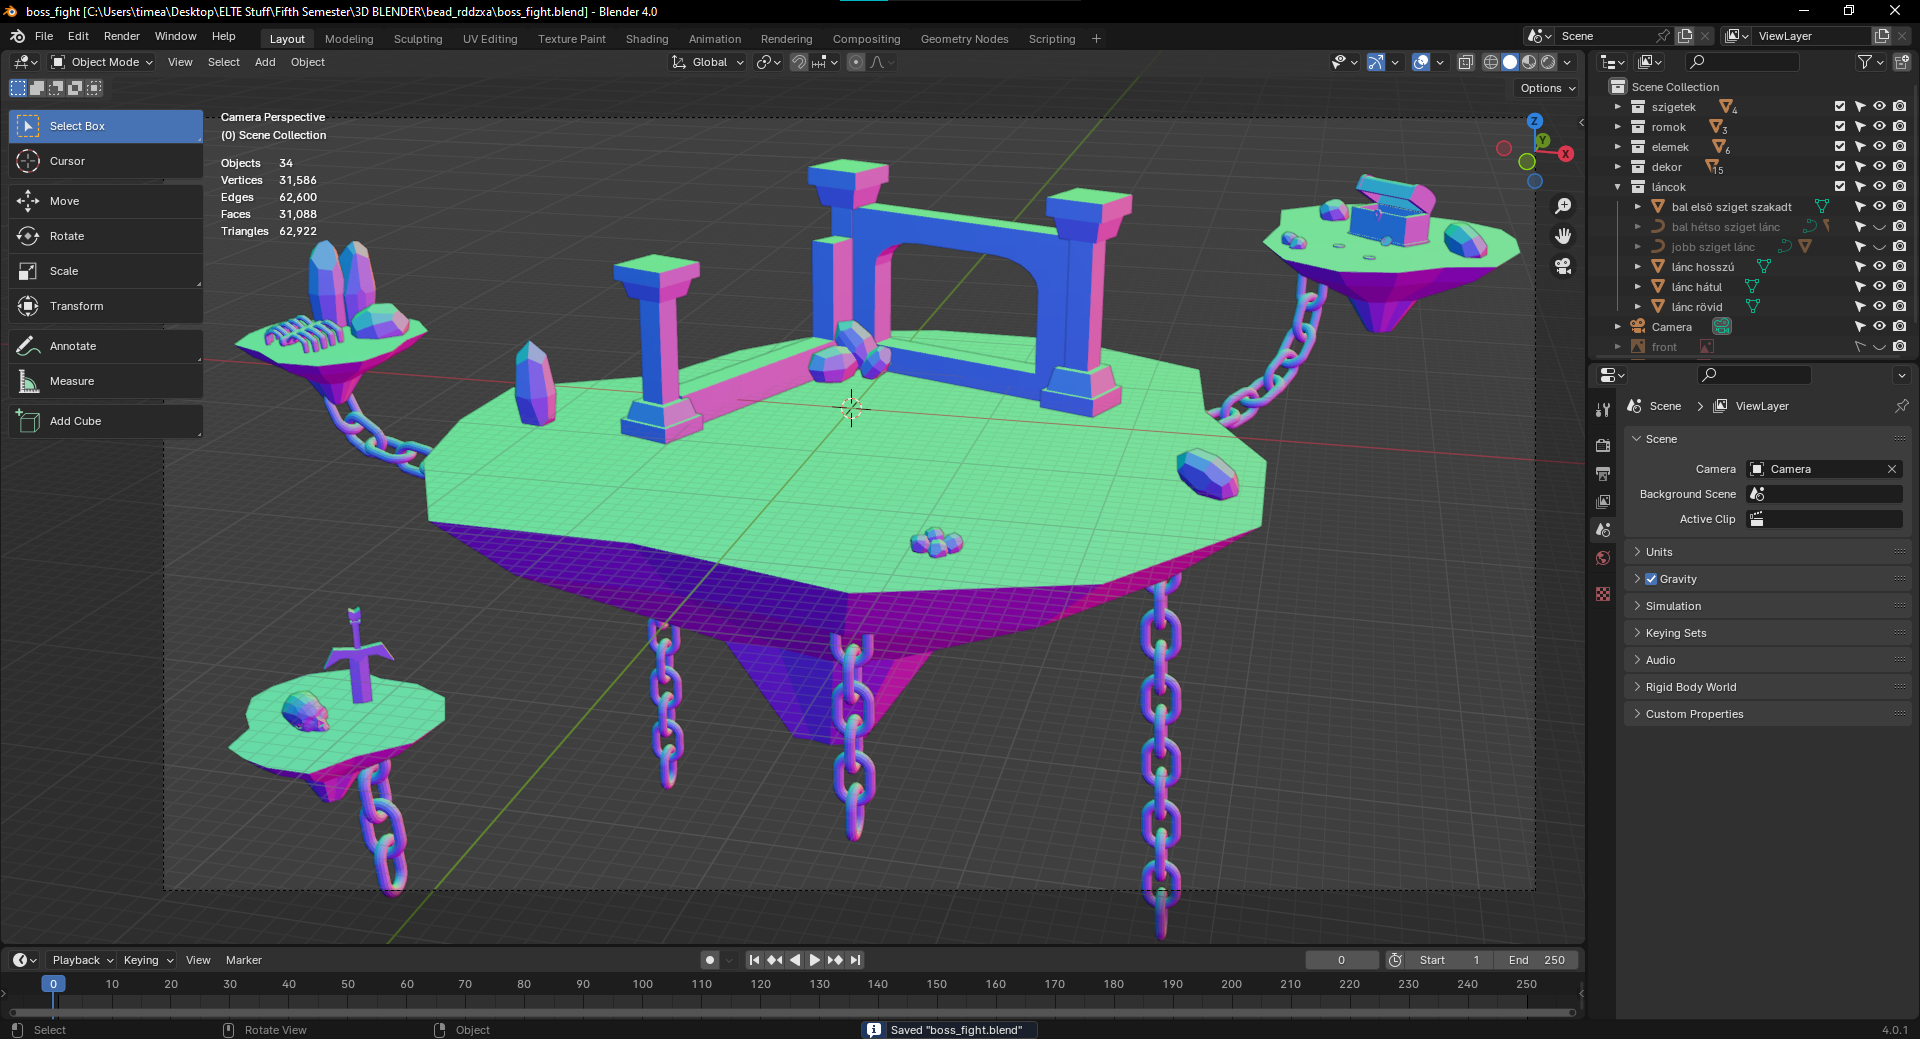 boss_fight [C:\Users\timea\Desktop\ELTE Stuff\Fifth Semester\3D BLENDER\bead_rddzxa\boss_fight.blend] - Blender 4.0
File Edit Render Window Help Layout Modeling Sculpting UV Editing Texture Paint Shading Animation Rendering Compositing Geometry Nodes Scripting + Scene ViewLayer
Object Mode View Select Add Object Global
Options
Select Box
Cursor
Move
Rotate
Scale
Transform
Annotate
Measure
Add Cube
Camera Perspective
(0) Scene Collection
Objects 34
Vertices 31,586
Edges 62,600
Faces 31,088
Triangles 62,922
Z
Y
X
Scene Collection
szigetek 4
romok 3
elemek 6
dekor 15
láncok
bal elsö sziget szakadt
bal hétso sziget lánc
jobb sziget lánc
lánc hosszú
lánc hátul
lánc rövid
Camera
front
Scene > ViewLayer
Scene
Camera Camera
Background Scene
Active Clip
Units
Gravity
Simulation
Keying Sets
Audio
Rigid Body World
Custom Properties
Playback Keying View Marker 0 Start 1 End 250
0 10 20 30 40 50 60 70 80 90 100 110 120 130 140 150 160 170 180 190 200 210 220 230 240 250
Select Rotate View Object Saved "boss_fight.blend" 4.0.1